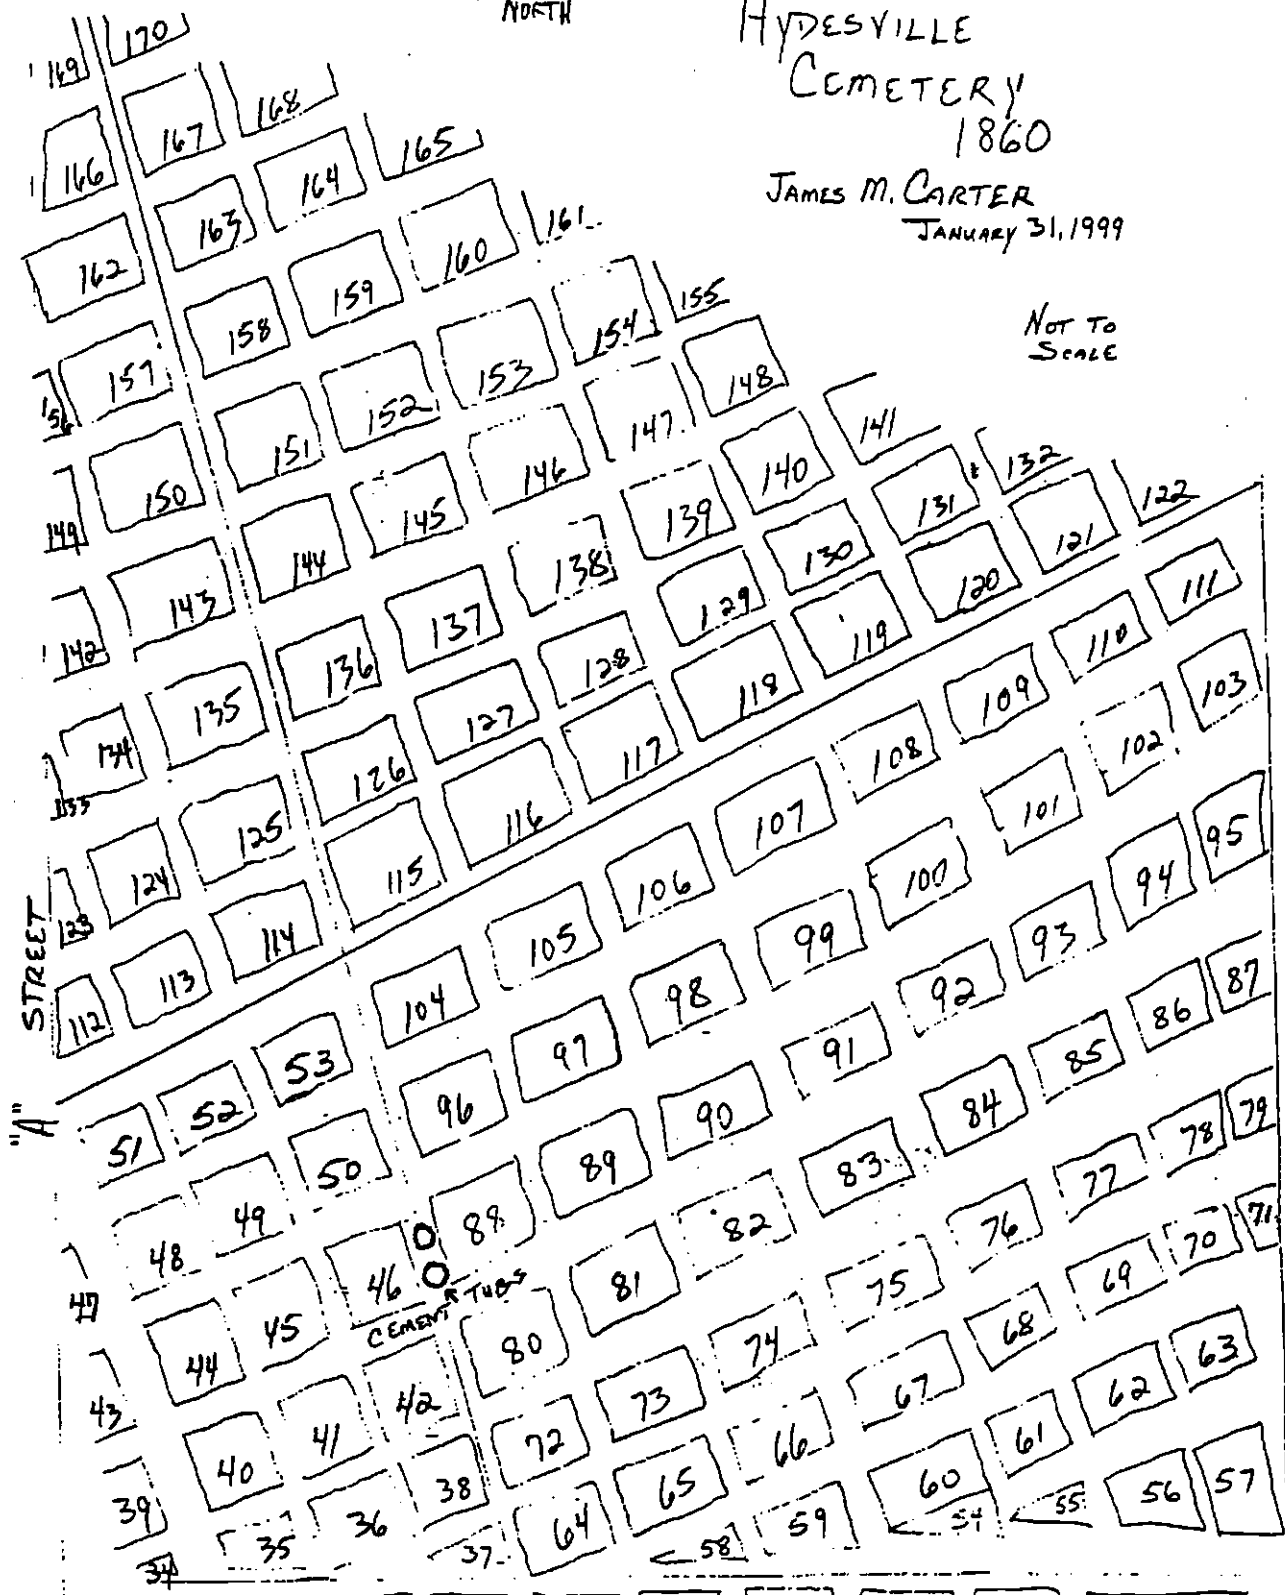 NORTH
HYDESVILLE
CEMETERY
1860
JAMES M. CARTER
JANUARY 31, 1999
NOT TO
SCALE
169 170
167 168
166 164 165
163
162 160 161
159
158 155
157 154
156 153 148
152 147
151 141
150 146 140 132
149 145 139 131 122
144 138 130 121
143 137 129 120 111
142 136 128 119 110
135 127 118 109 103
134 126 117 108 102
133 125 116 107 101 95
124 115 106 100 94
123 114 105 99 93
113 104 98 92 87
112 97 91 86
53 96 90 85
52 89 84 79
51 50 83 78
49 88 82 77
48 46 81 76 71
47 45 80 75 70
44 42 74 69
43 41 73 68 63
40 72 67 62
39 38 66 61 57
36 65 60 56
35 64 59 55
34 37 58 54
"A" STREET
CEMENT TUBS